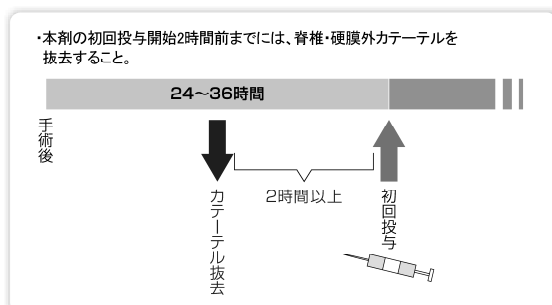 ・本剤の初回投与開始2時間前までには、脊椎・硬膜外カテーテルを
抜去すること。
24～36時間
手術後
カテーテル抜去
2時間以上
初回投与